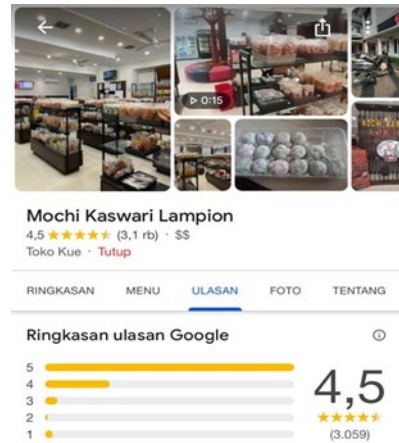 0:15
Mochi Kaswari Lampion
4,5 (3,1 rb) · $$
Toko Kue · Tutup
RINGKASAN MENU ULASAN FOTO TENTANG
Ringkasan ulasan Google
5
4
3
2
1
4,5
(3.059)